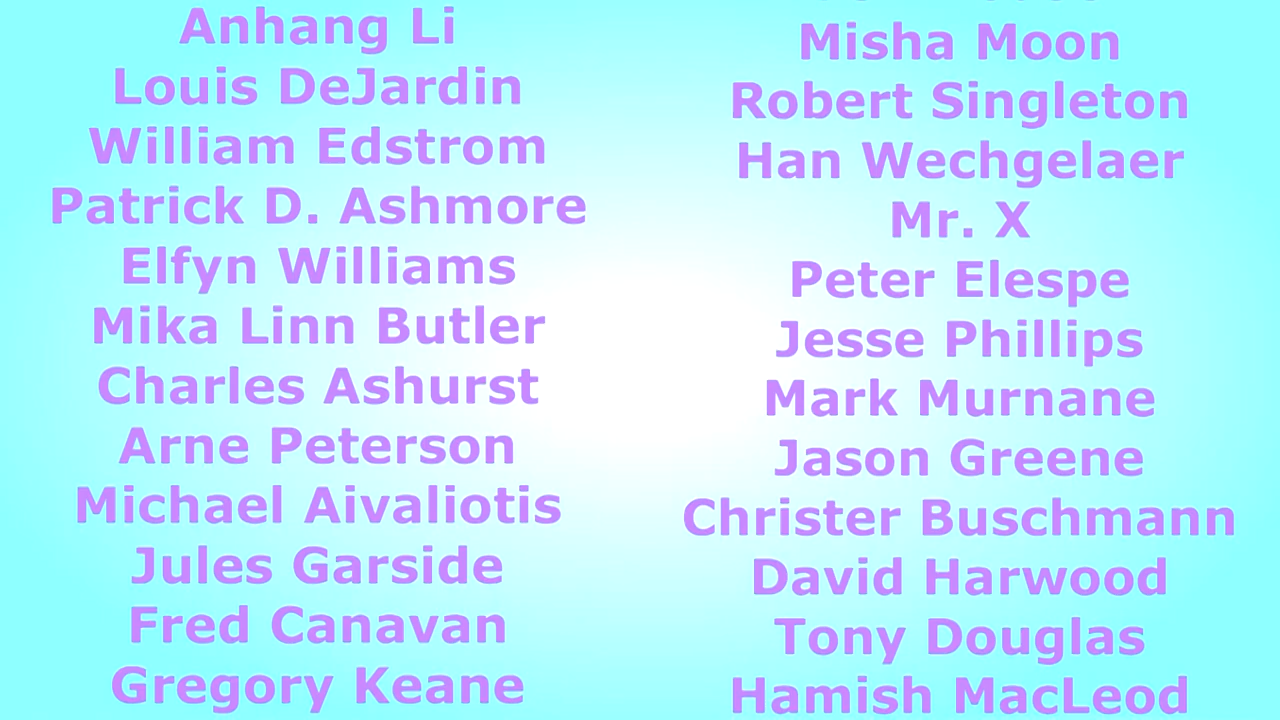 Anhang Li
Louis DeJardin
William Edstrom
Patrick D. Ashmore
Elfyn Williams
Mika Linn Butler
Charles Ashurst
Arne Peterson
Michael Aivaliotis
Jules Garside
Fred Canavan
Gregory Keane
Misha Moon
Robert Singleton
Han Wechgelaer
Mr. X
Peter Elespe
Jesse Phillips
Mark Murnane
Jason Greene
Christer Buschmann
David Harwood
Tony Douglas
Hamish MacLeod